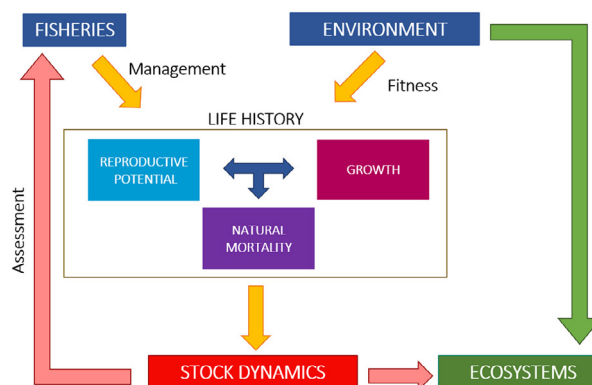 FISHERIES
ENVIRONMENT
Management
Fitness
LIFE HISTORY
REPRODUCTIVE
POTENTIAL
GROWTH
NATURAL
MORTALITY
Assessment
STOCK DYNAMICS
ECOSYSTEMS